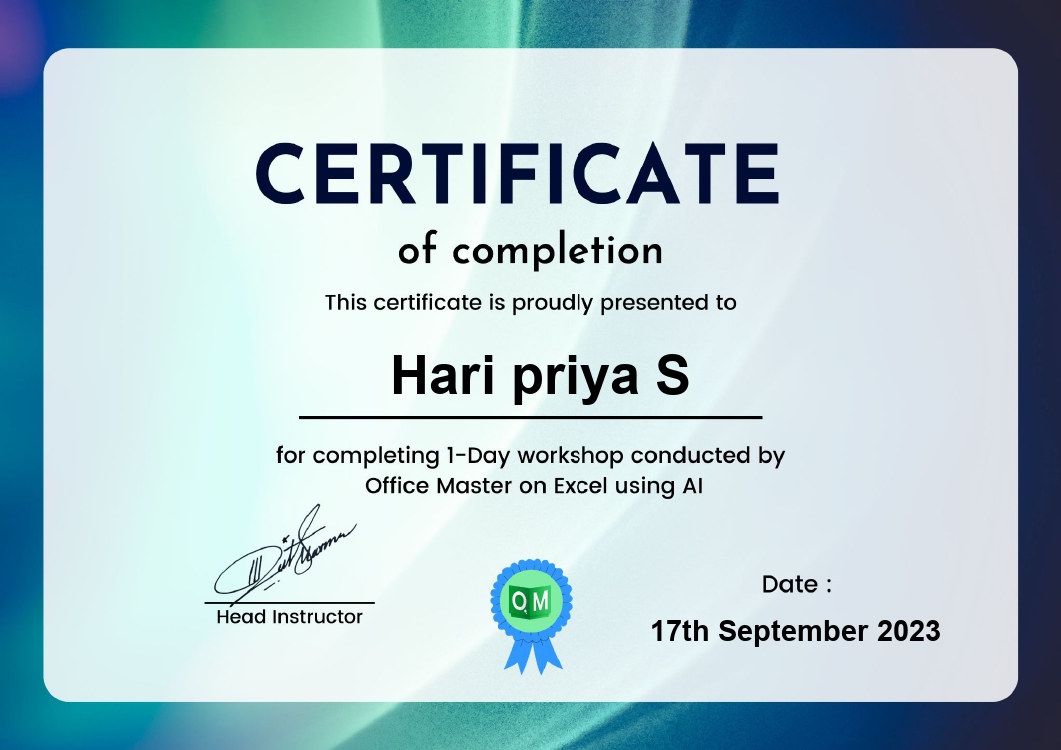 CERTIFICATE
of completion
This certificate is proudly presented to
Hari priya S
for completing 1-Day workshop conducted by
Office Master on Excel using AI
Head Instructor
OM
Date :
17th September 2023